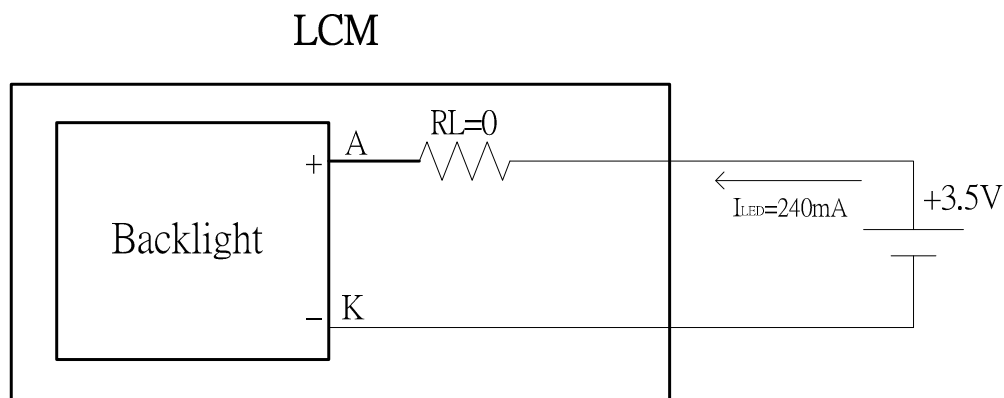 LCM
RL=0
A
+
+3.5V
ILED=240mA
Backlight
K
−